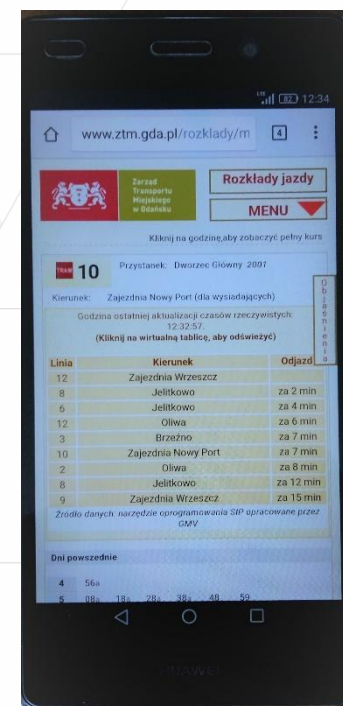 LTE 82 12:34
www.ztm.gda.pl/rozklady/m 4
Zarząd
Transportu
Miejskiego
w Gdańsku
Rozkłady jazdy
MENU
Kliknij na godzinę,aby zobaczyć pełny kurs
TRAM 10 Przystanek: Dworzec Główny 2001
Kierunek: Zajezdnia Nowy Port (dla wysiadających)
Objaśnienia
Godzina ostatniej aktualizacji czasów rzeczywistych:
12:32:57.
(Kliknij na wirtualną tablicę, aby odświeżyć)
Linia Kierunek Odjazd
12 Zajezdnia Wrzeszcz
8 Jelitkowo za 2 min
6 Jelitkowo za 4 min
12 Oliwa za 6 min
3 Brzeźno za 7 min
10 Zajezdnia Nowy Port za 7 min
2 Oliwa za 8 min
8 Jelitkowo za 12 min
9 Zajezdnia Wrzeszcz za 15 min
Źródło danych: narzędzie oprogramowania SIP opracowane przez
GMV
Dni powszednie
4 56a
5 08a 18a 28a 38a 48 59
HUAWEI